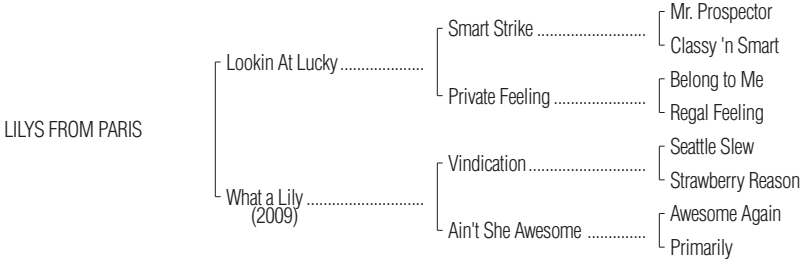 Mr. Prospector
Smart Strike ........................
Classy 'n Smart
Lookin At Lucky ...................
Belong to Me
Private Feeling ....................
Regal Feeling
LILYS FROM PARIS
Seattle Slew
Vindication..........................
Strawberry Reason
What a Lily ..........................
(2009)
Awesome Again
Ain't She Awesome .............
Primarily